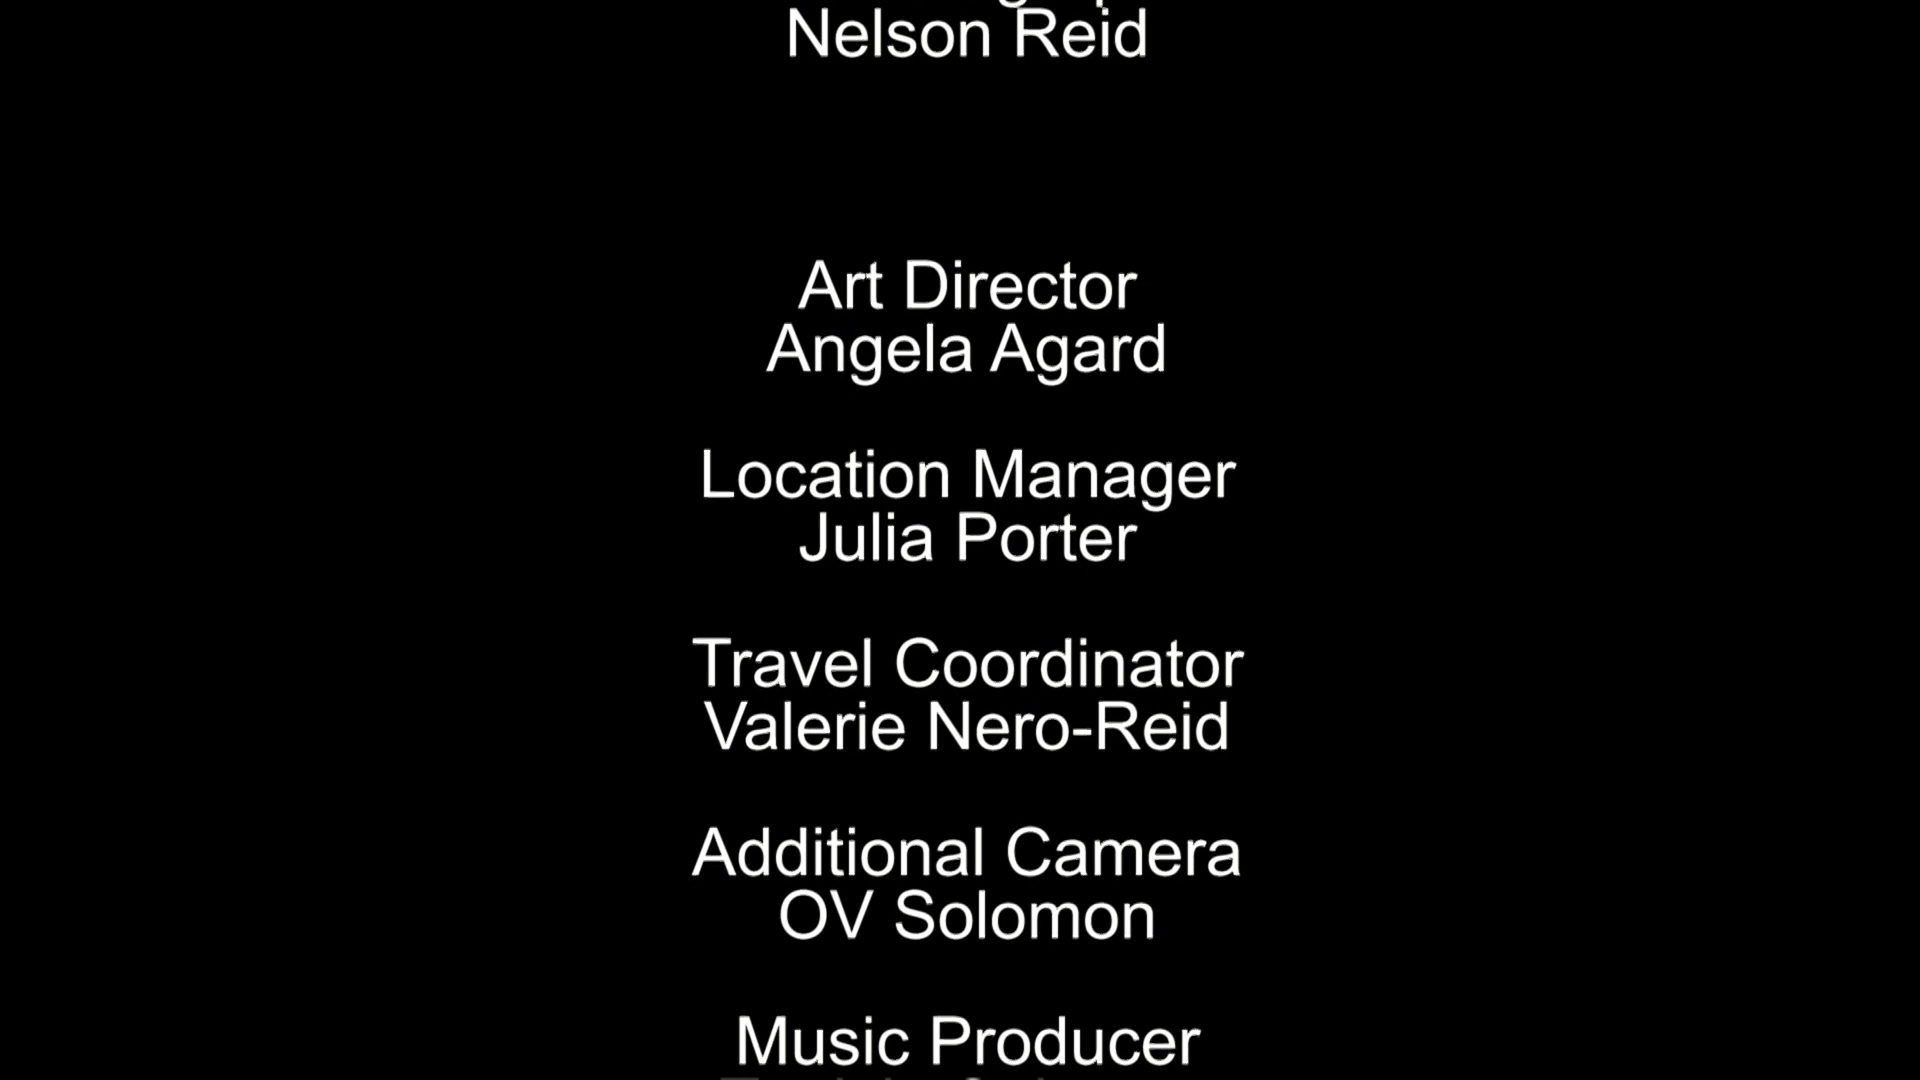 Nelson Reid
Art Director
Angela Agard
Location Manager
Julia Porter
Travel Coordinator
Valerie Nero-Reid
Additional Camera
OV Solomon
Music Producer